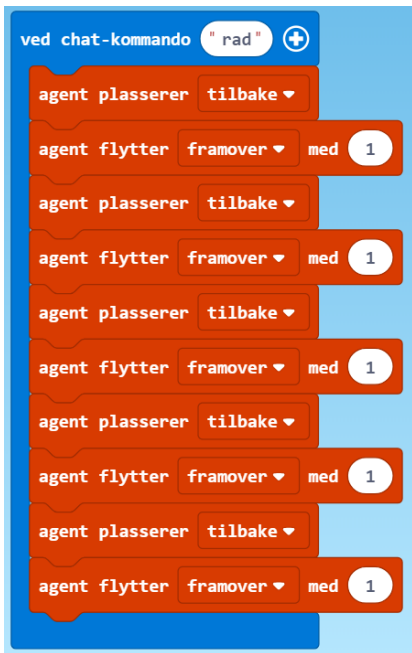 ved chat-kommando "rad"
agent plasserer tilbake
agent flytter framover med 1
agent plasserer tilbake
agent flytter framover med 1
agent plasserer tilbake
agent flytter framover med 1
agent plasserer tilbake
agent flytter framover med 1
agent plasserer tilbake
agent flytter framover med 1